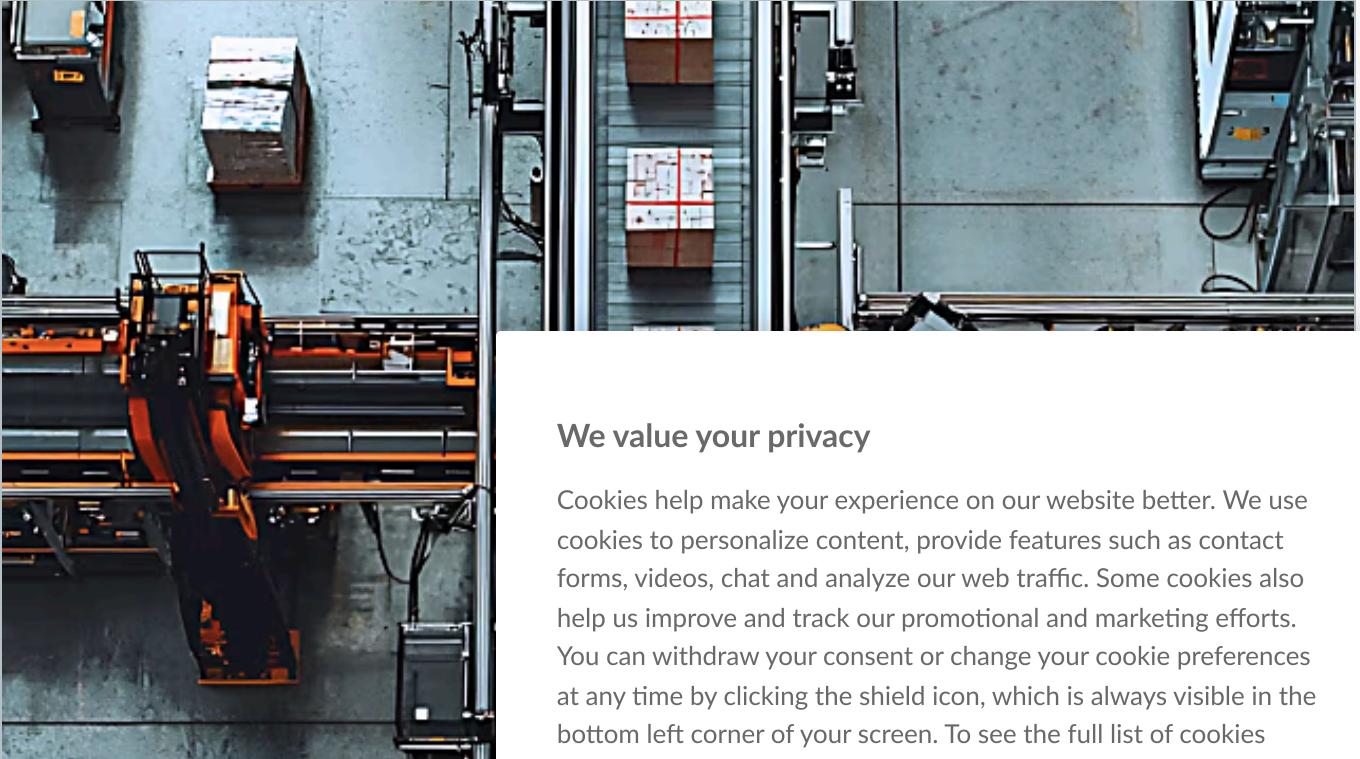 We value your privacy
Cookies help make your experience on our website better. We use
cookies to personalize content, provide features such as contact
forms, videos, chat and analyze our web traffic. Some cookies also
help us improve and track our promotional and marketing efforts.
You can withdraw your consent or change your cookie preferences
at any time by clicking the shield icon, which is always visible in the
bottom left corner of your screen. To see the full list of cookies